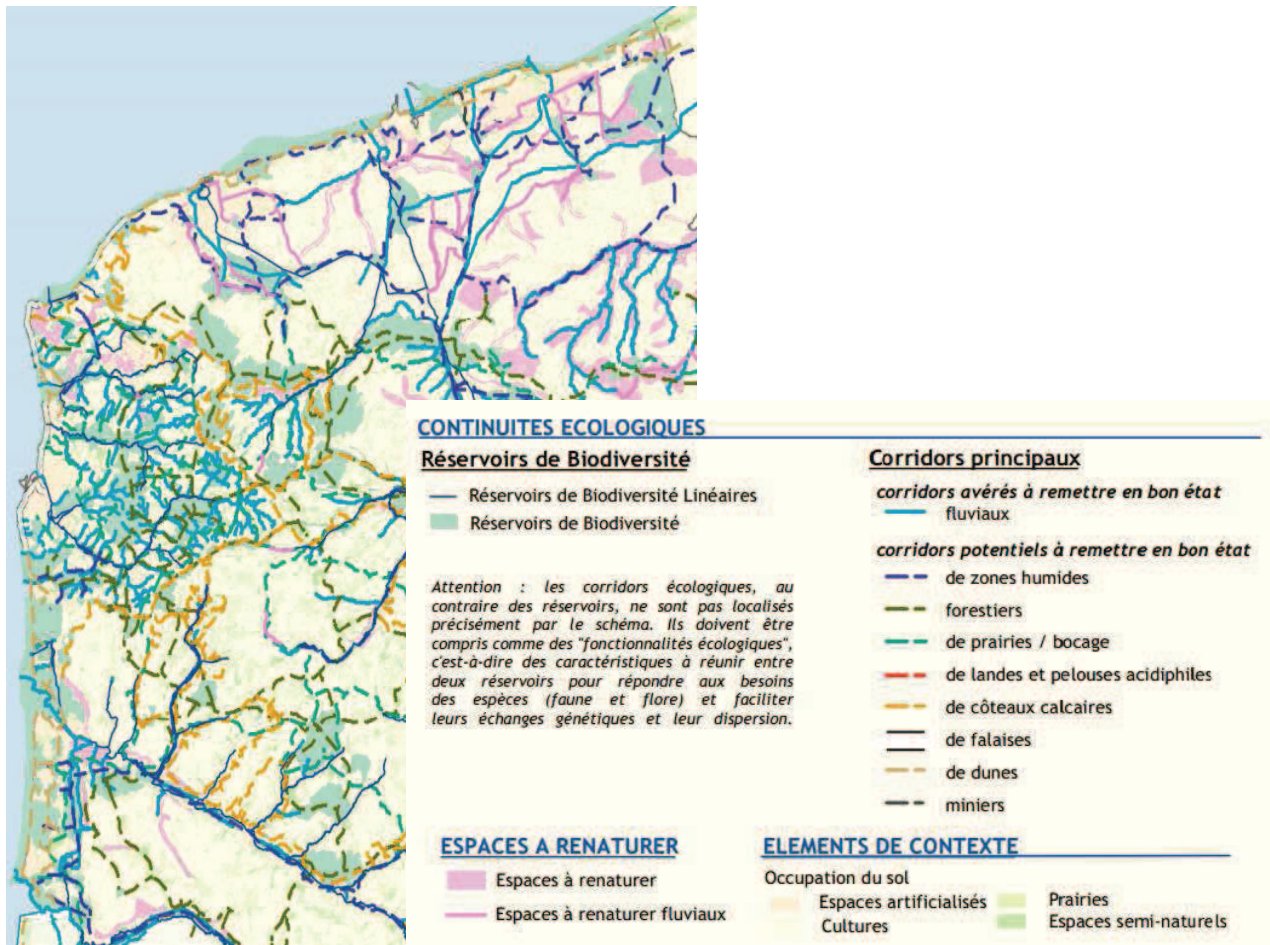 CONTINUITES ECOLOGIQUES
Réservoirs de Biodiversité
Réservoirs de Biodiversité Linéaires
Réservoirs de Biodiversité
Attention : les corridors écologiques, au
contraire des réservoirs, ne sont pas localisés
précisément par le schéma. Ils doivent être
compris comme des "fonctionnalités écologiques",
c'est-à-dire des caractéristiques à réunir entre
deux réservoirs pour répondre aux besoins
des espèces (faune et flore) et faciliter
leurs échanges génétiques et leur dispersion.
Corridors principaux
corridors avérés à remettre en bon état
fluviaux
corridors potentiels à remettre en bon état
de zones humides
forestiers
de prairies / bocage
de landes et pelouses acidiphiles
de côteaux calcaires
de falaises
de dunes
miniers
ESPACES A RENATURER
Espaces à renaturer
Espaces à renaturer fluviaux
ELEMENTS DE CONTEXTE
Occupation du sol
Espaces artificialisés
Cultures
Prairies
Espaces semi-naturels